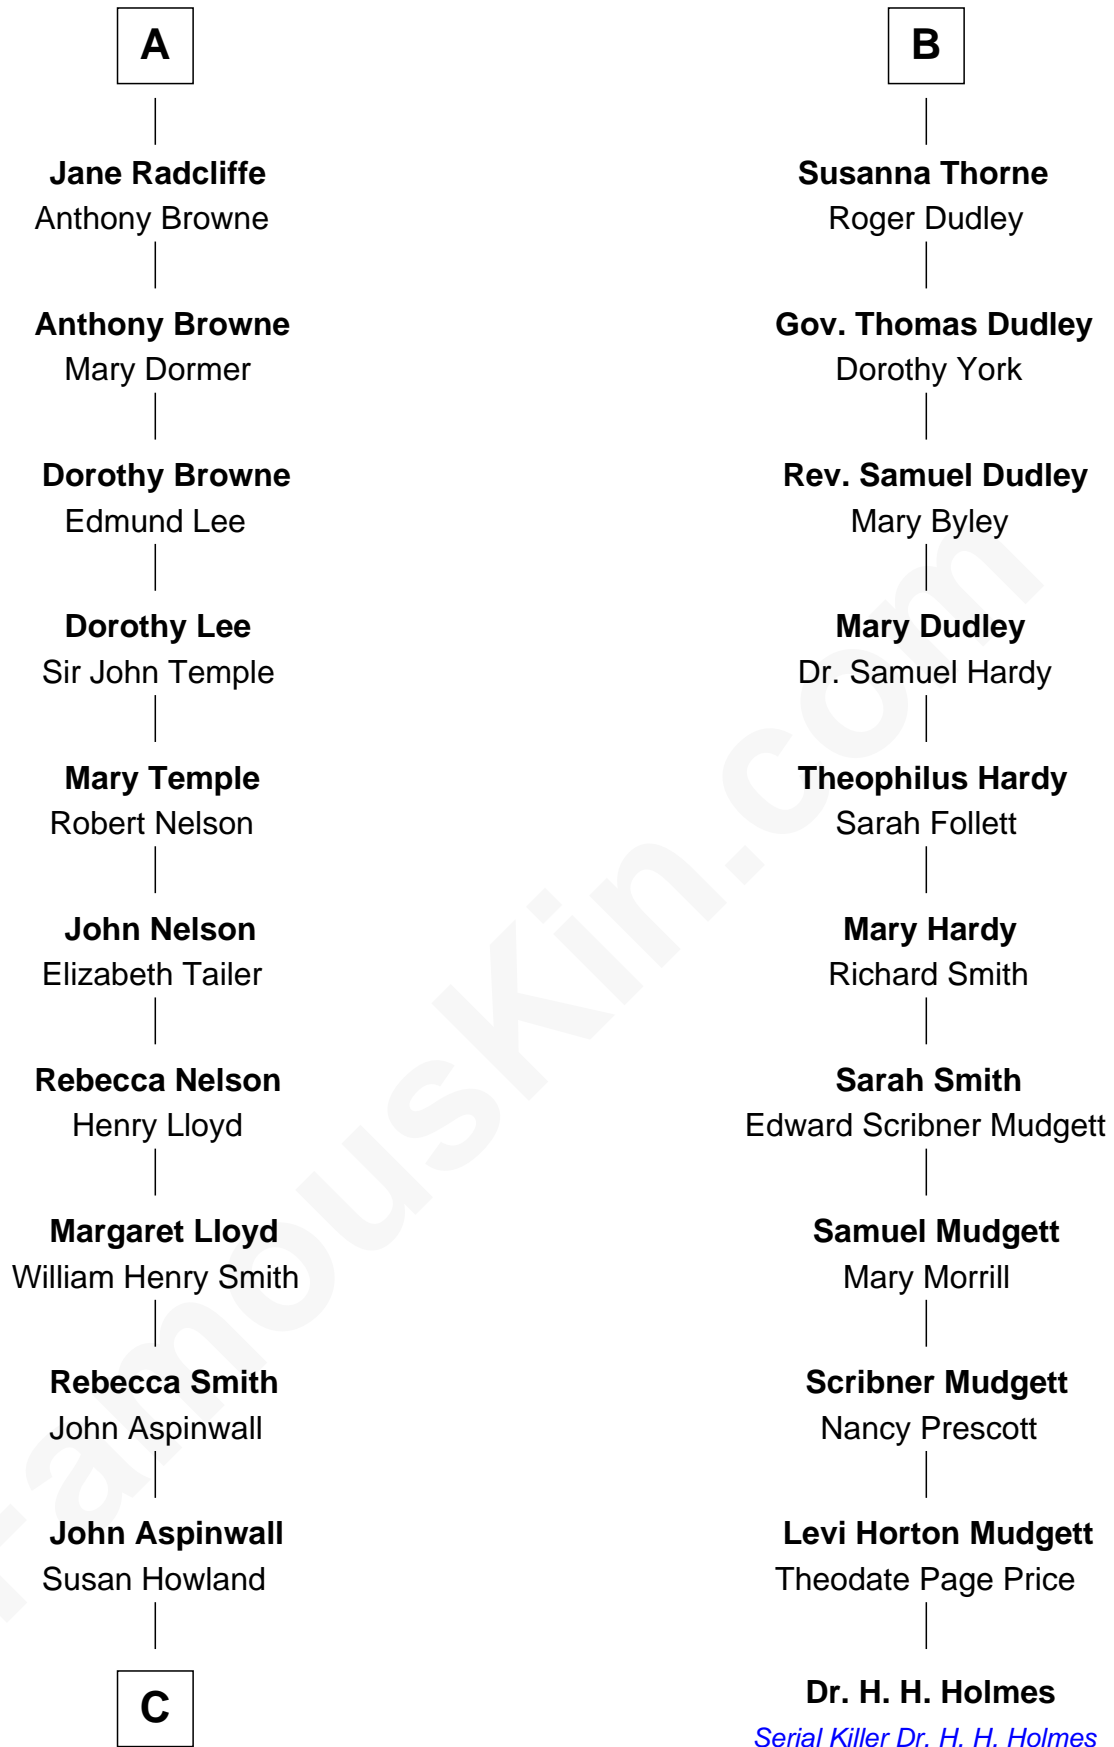 A
Jane Radcliffe
Anthony Browne
Anthony Browne
Mary Dormer
Dorothy Browne
Edmund Lee
Dorothy Lee
Sir John Temple
Mary Temple
Robert Nelson
John Nelson
Elizabeth Tailer
Rebecca Nelson
Henry Lloyd
Margaret Lloyd
William Henry Smith
Rebecca Smith
John Aspinwall
John Aspinwall
Susan Howland
C
B
Susanna Thorne
Roger Dudley
Gov. Thomas Dudley
Dorothy York
Rev. Samuel Dudley
Mary Byley
Mary Dudley
Dr. Samuel Hardy
Theophilus Hardy
Sarah Follett
Mary Hardy
Richard Smith
Sarah Smith
Edward Scribner Mudgett
Samuel Mudgett
Mary Morrill
Scribner Mudgett
Nancy Prescott
Levi Horton Mudgett
Theodate Page Price
Dr. H. H. Holmes
Serial Killer Dr. H. H. Holmes
FamousKin.com